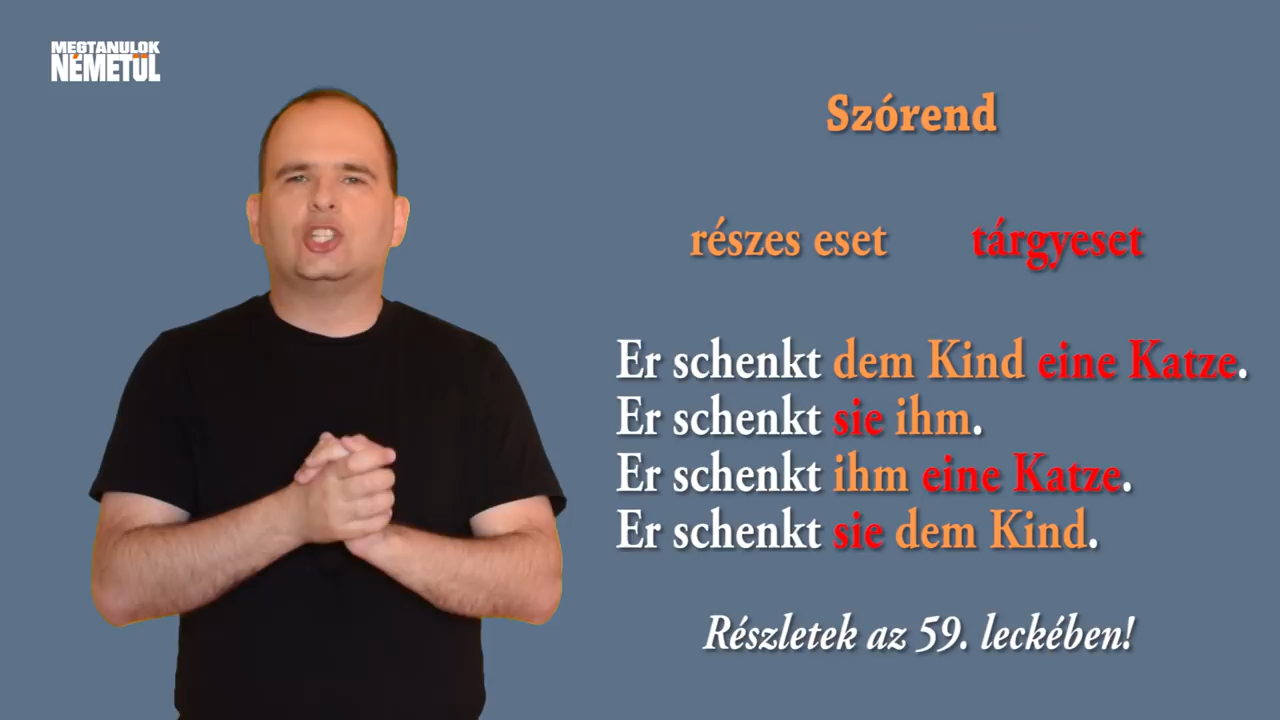 MEGTANULOK
NÉMETÜL
Szórend
részes eset tárgyeset
Er schenkt dem Kind eine Katze.
Er schenkt sie ihm.
Er schenkt ihm eine Katze.
Er schenkt sie dem Kind.
Részletek az 59. leckében!